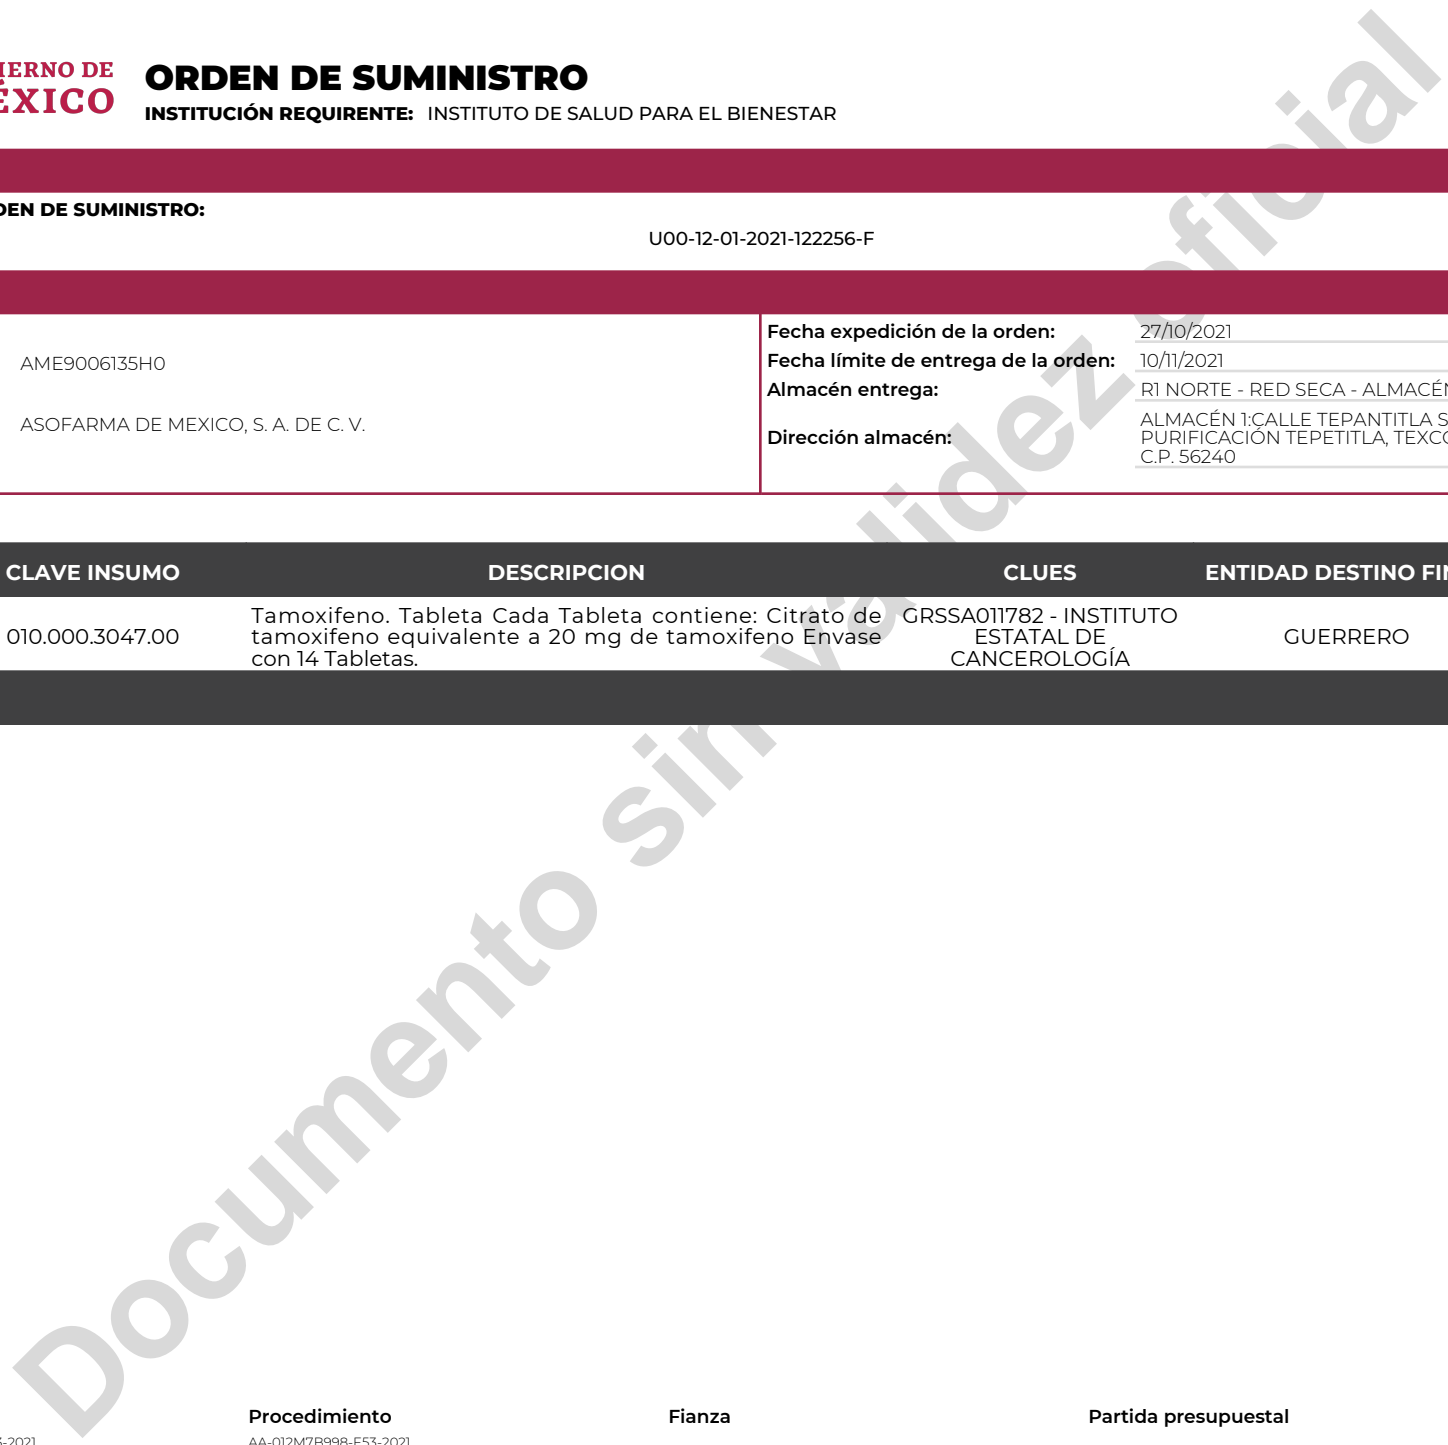 IERNO DE
ÉXICO
ORDEN DE SUMINISTRO
INSTITUCIÓN REQUIRENTE: INSTITUTO DE SALUD PARA EL BIENESTAR
DEN DE SUMINISTRO:
U00-12-01-2021-122256-F
AME9006135H0
ASOFARMA DE MEXICO, S. A. DE C. V.
Fecha expedición de la orden: 27/10/2021
Fecha límite de entrega de la orden: 10/11/2021
Almacén entrega: R1 NORTE - RED SECA - ALMACÉN
Dirección almacén:
ALMACÉN 1:CALLE TEPANTITLA S
PURIFICACIÓN TEPETITLA, TEXCO
C.P. 56240
CLAVE INSUMO DESCRIPCION CLUES ENTIDAD DESTINO FIN
010.000.3047.00
Tamoxifeno. Tableta Cada Tableta contiene: Citrato de
tamoxifeno equivalente a 20 mg de tamoxifeno Envase
con 14 Tabletas.
GRSSA011782 - INSTITUTO
ESTATAL DE
CANCEROLOGÍA
GUERRERO
Documento sin validez oficial
Procedimiento Fianza Partida presupuestal
-2021 AA-012M7B998-E53-2021